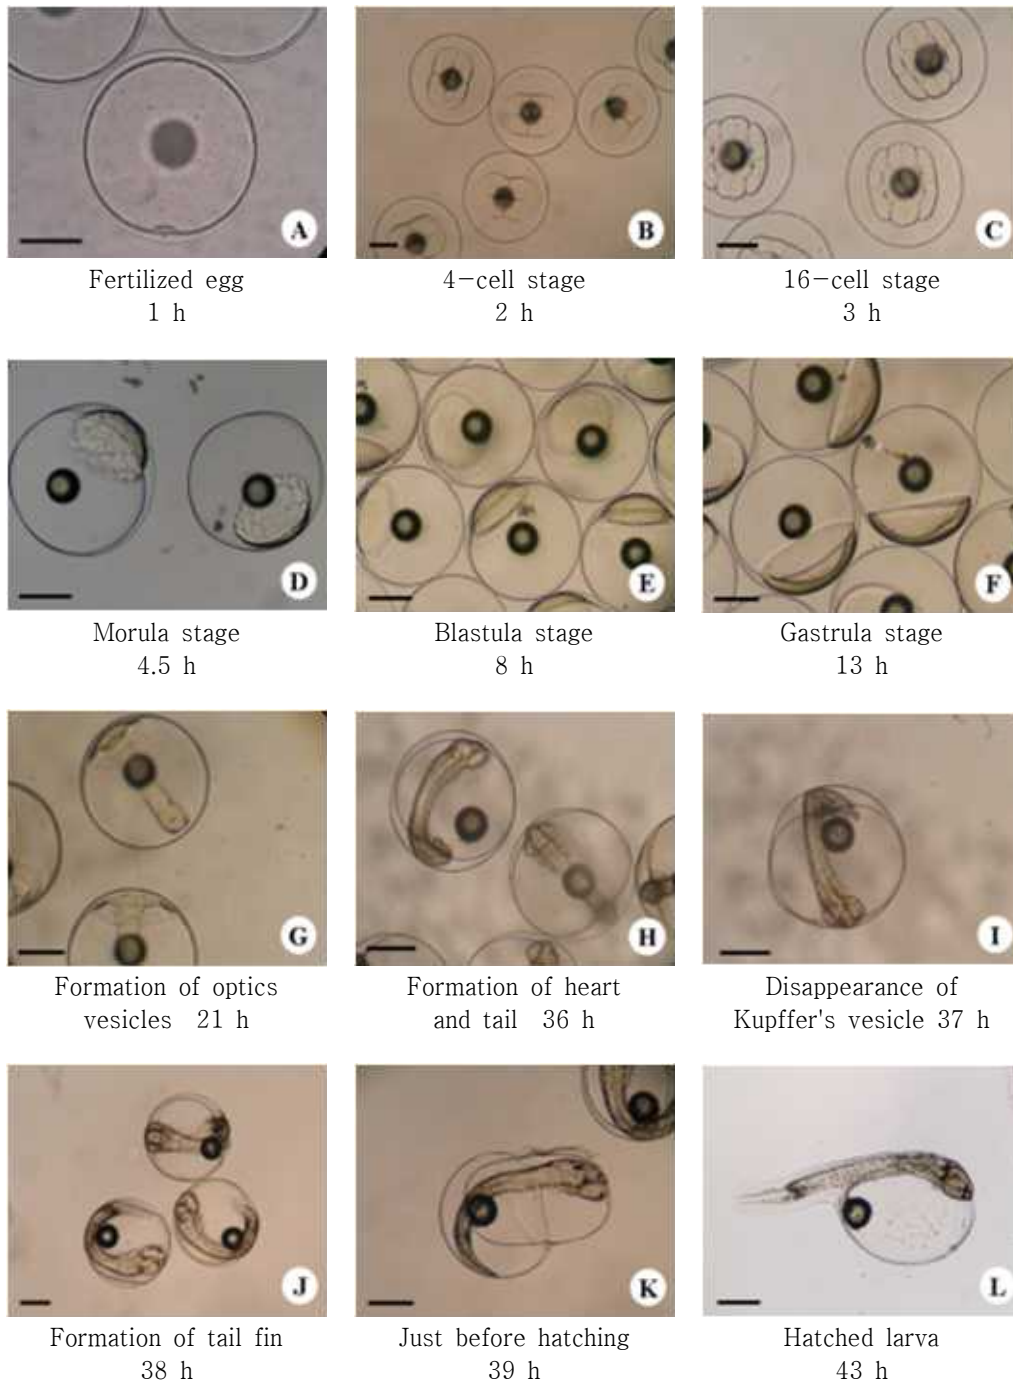 A
B
C
Fertilized egg
1 h
4-cell stage
2 h
16-cell stage
3 h
D
E
F
Morula stage
4.5 h
Blastula stage
8 h
Gastrula stage
13 h
G
H
I
Formation of optics
vesicles 21 h
Formation of heart
and tail 36 h
Disappearance of
Kupffer's vesicle 37 h
J
K
L
Formation of tail fin
38 h
Just before hatching
39 h
Hatched larva
43 h